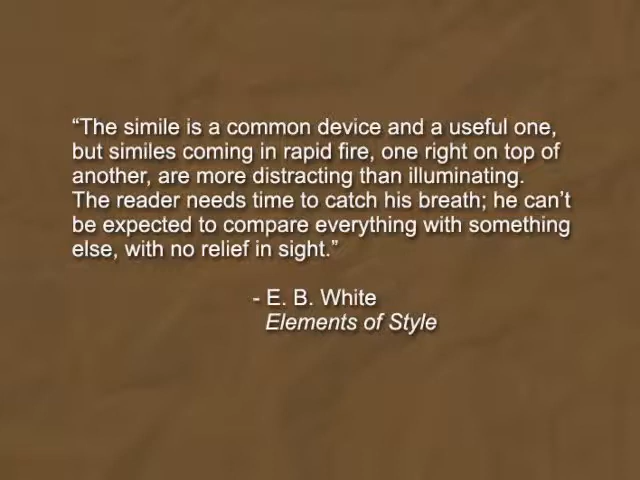 “The simile is a common device and a useful one,
but similes coming in rapid fire, one right on top of
another, are more distracting than illuminating.
The reader needs time to catch his breath; he can’t
be expected to compare everything with something
else, with no relief in sight.”
- E. B. White
Elements of Style